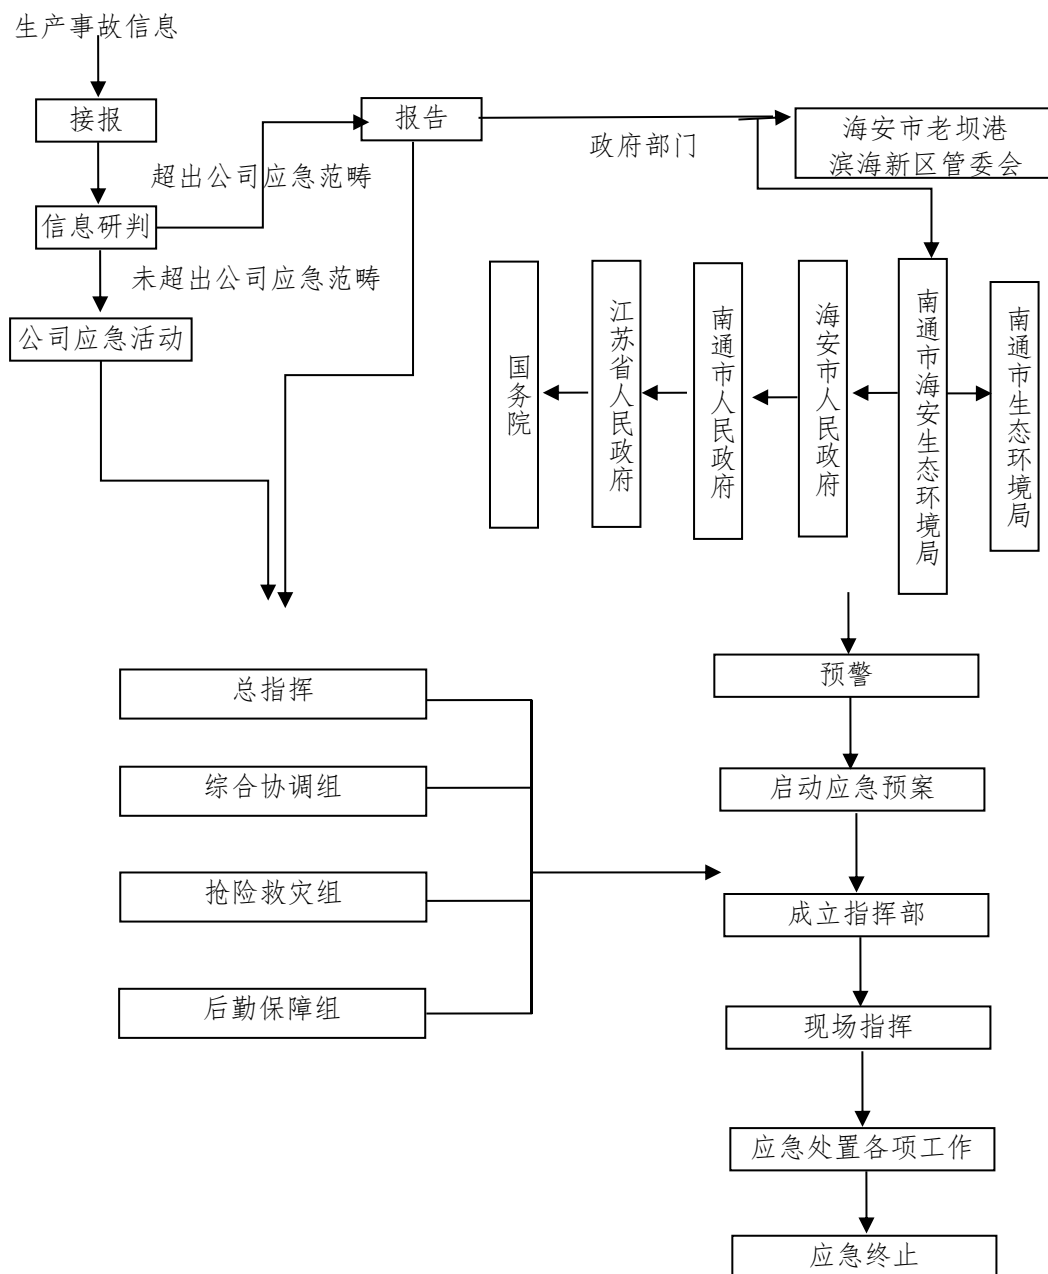 生产事故信息
接报
报告
政府部门
海安市老坝港
滨海新区管委会
超出公司应急范畴
信息研判
未超出公司应急范畴
公司应急活动
国务院
江苏省人民政府
南通市人民政府
海安市人民政府
南通市海安生态环境局
南通市生态环境局
总指挥
综合协调组
抢险救灾组
后勤保障组
预警
启动应急预案
成立指挥部
现场指挥
应急处置各项工作
应急终止